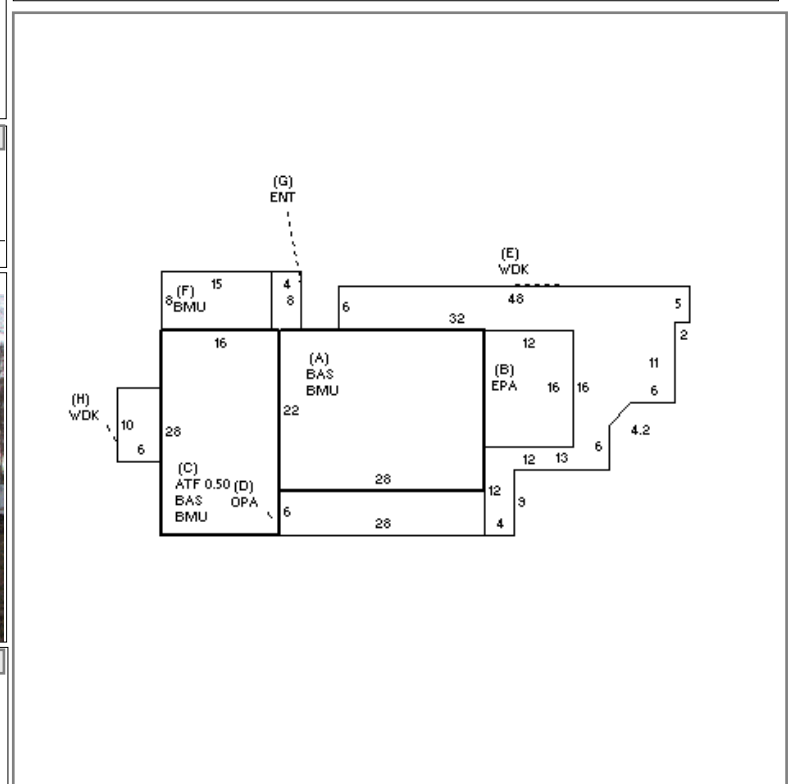 (G)
ENT
(E)
WDK
15
4
8
(F)
BMU
8
6
48
5
32
2
16
(A)
BAS
BMU
12
(B)
EPA
16
16
11
6
(H)
WDK
10
6
28
22
4.2
6
12
13
(C)
ATF 0.50
BAS
BMU
(D)
OPA
28
12
9
6
28
4